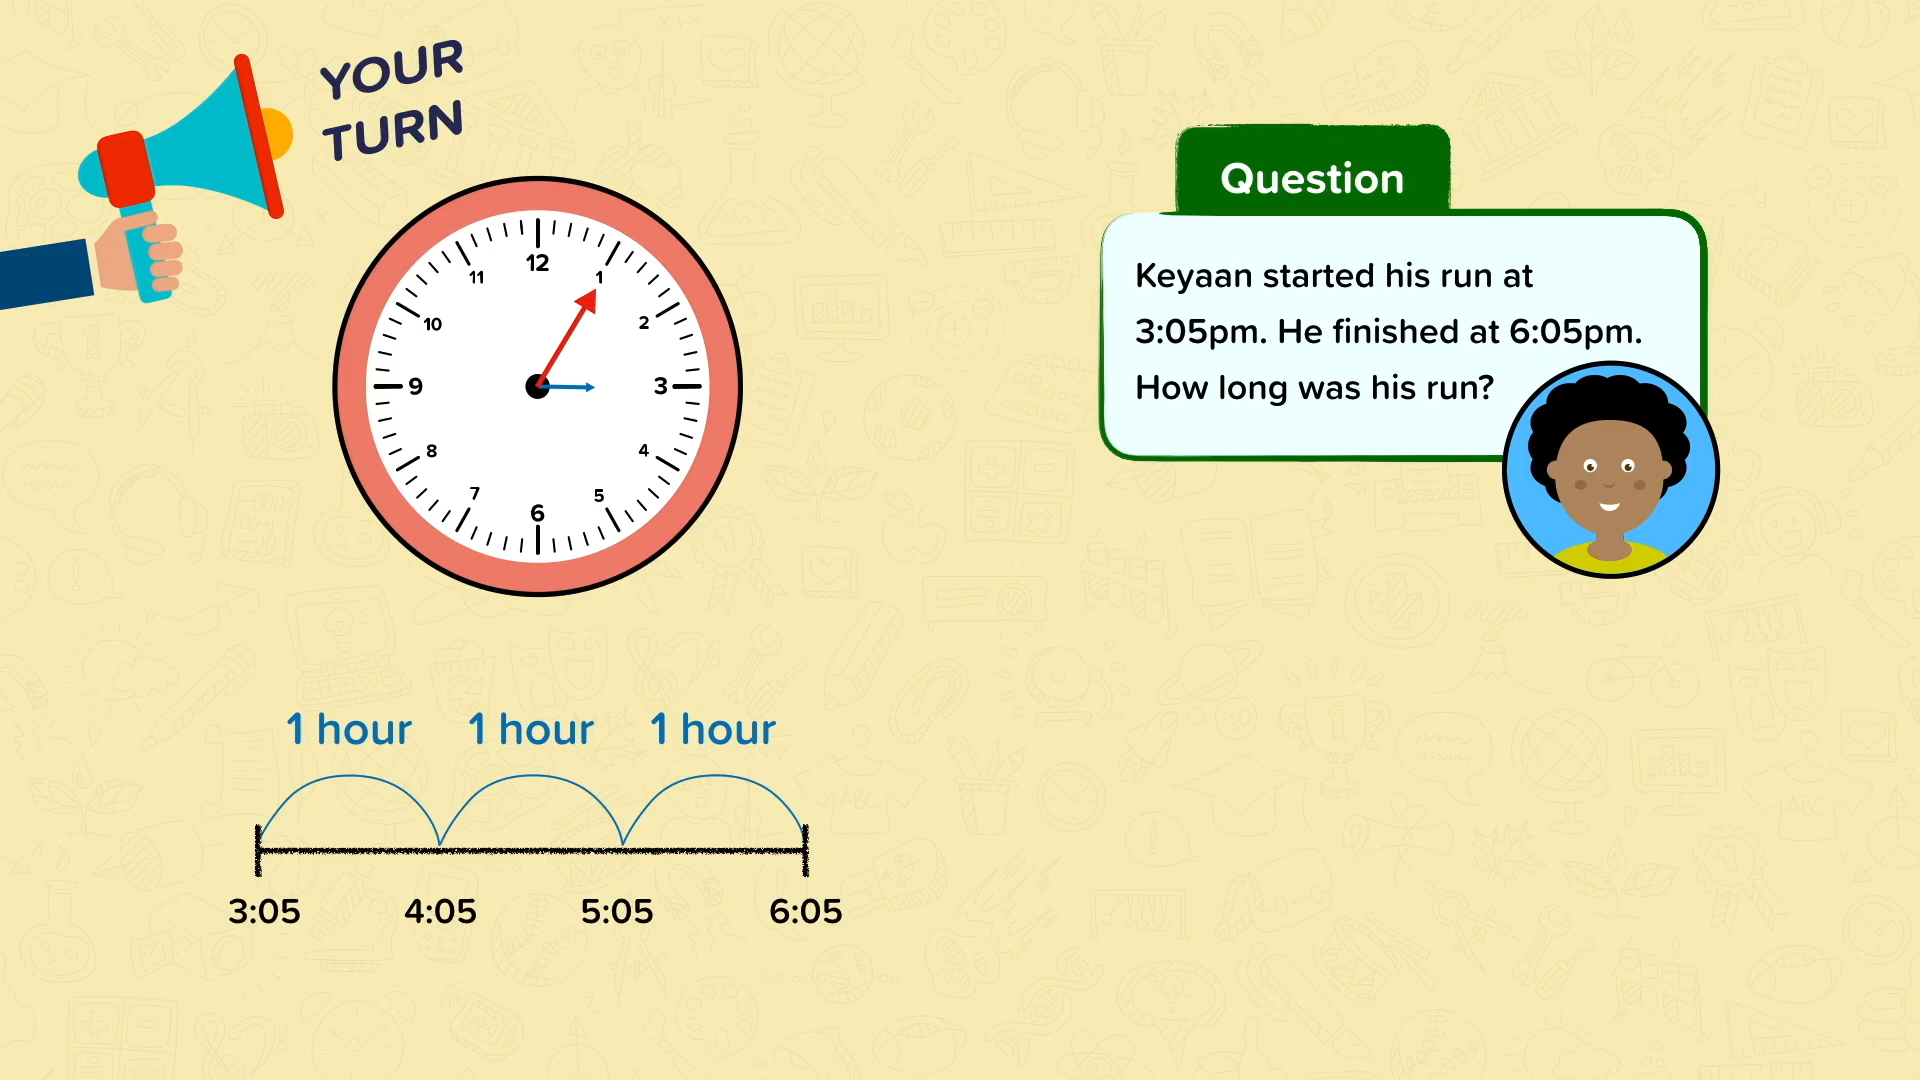 YOUR
TURN
12
11
1
10
2
9
3
8
4
7
5
6
Question
Keyaan started his run at
3:05pm. He finished at 6:05pm.
How long was his run?
1 hour 1 hour 1 hour
3:05 4:05 5:05 6:05